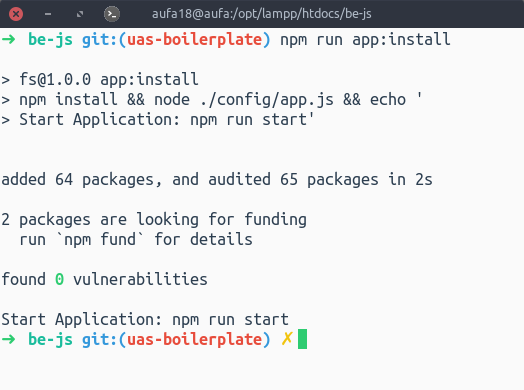 aufa18@aufa:/opt/lampp/htdocs/be-js
➜ be-js git:(uas-boilerplate) npm run app:install
> fs@1.0.0 app:install
> npm install && node ./config/app.js && echo '
> Start Application: npm run start'
added 64 packages, and audited 65 packages in 2s
2 packages are looking for funding
run `npm fund` for details
found 0 vulnerabilities
Start Application: npm run start
➜ be-js git:(uas-boilerplate) ✗